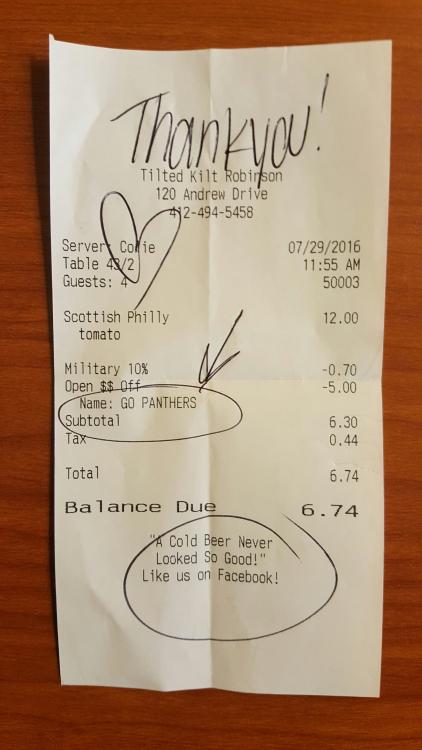 Thank you!
Tilted Kilt Robinson
120 Andrew Drive
412-494-5458
Server: Corie 07/29/2016
Table 43/2 11:55 AM
Guests: 4 50003
Scottish Philly 12.00
tomato
Military 10% -0.70
Open $$ Off -5.00
Name: GO PANTHERS
Subtotal 6.30
Tax 0.44
Total 6.74
Balance Due 6.74
"A Cold Beer Never
Looked So Good!"
Like us on Facebook!